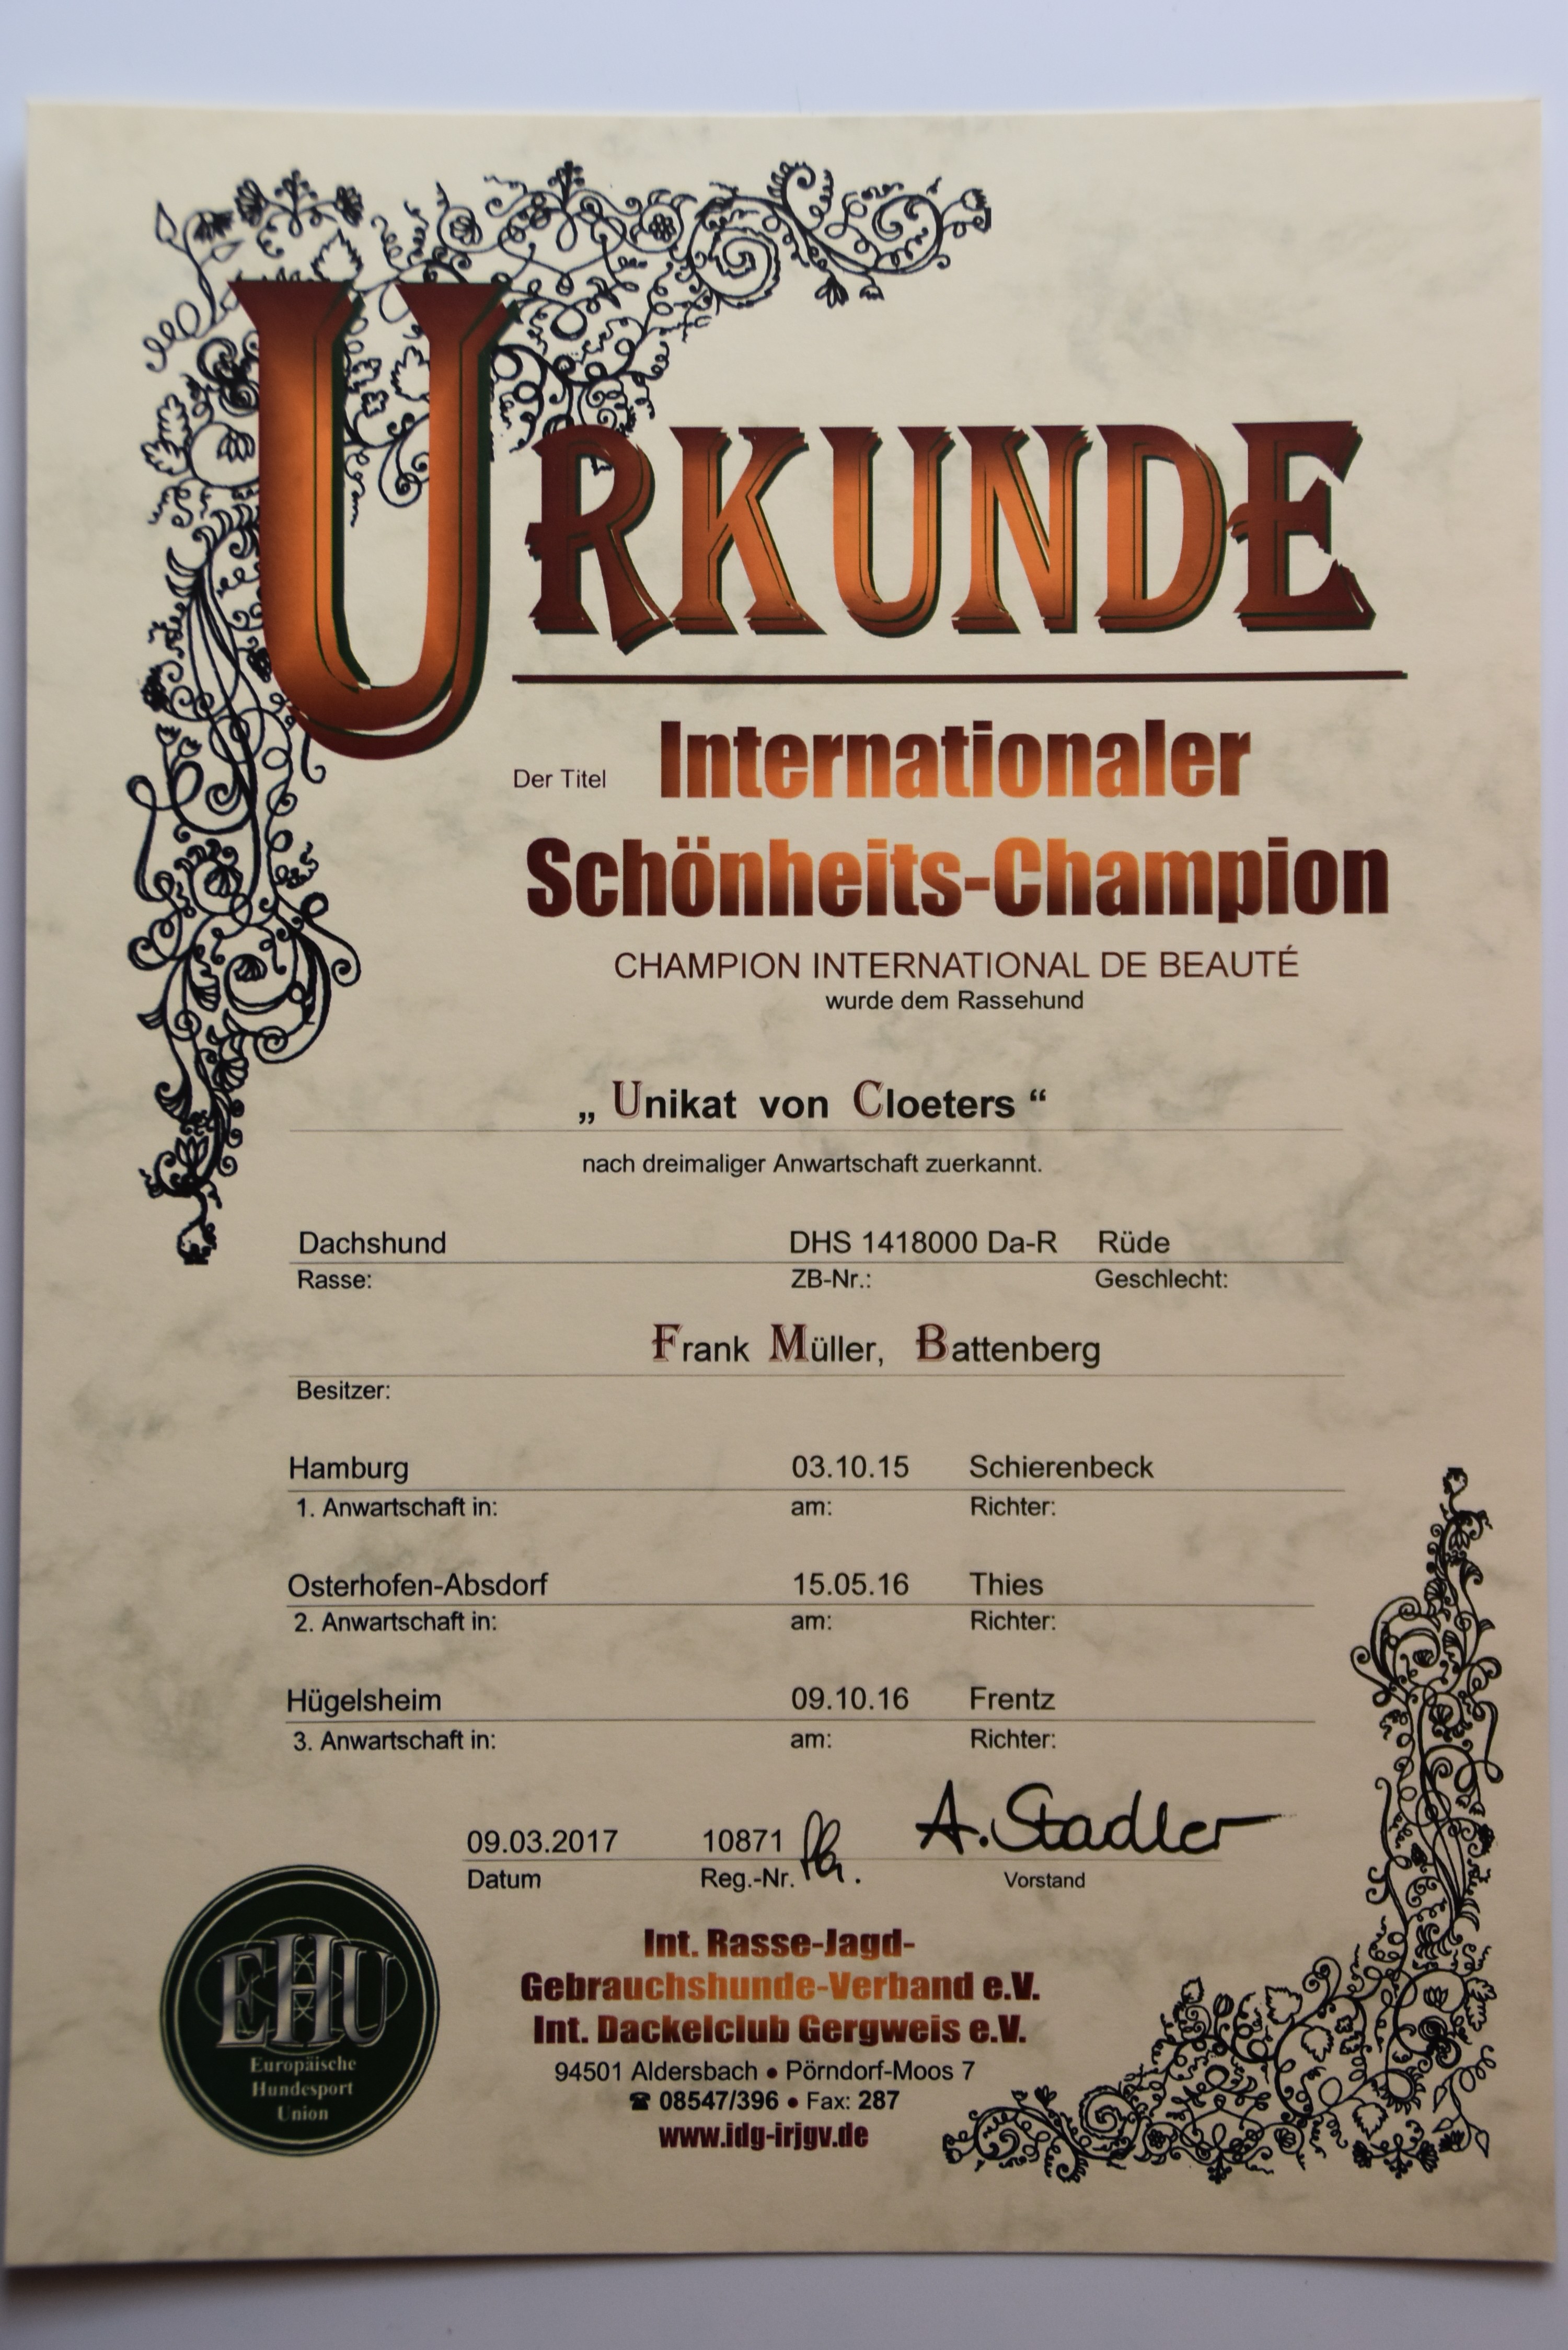 URKUNDE
Der Titel Internationaler
Schönheits-Champion
CHAMPION INTERNATIONAL DE BEAUTÉ
wurde dem Rassehund
„ Unikat von Cloeters “
nach dreimaliger Anwartschaft zuerkannt.
Dachshund DHS 1418000 Da-R Rüde
Rasse: ZB-Nr.: Geschlecht:
Frank Müller, Battenberg
Besitzer:
Hamburg 03.10.15 Schierenbeck
1. Anwartschaft in: am: Richter:
Osterhofen-Absdorf 15.05.16 Thies
2. Anwartschaft in: am: Richter:
Hügelsheim 09.10.16 Frentz
3. Anwartschaft in: am: Richter:
09.03.2017 10871 A. Stadler
Datum Reg.-Nr. Vorstand
EHU
Europäische
Hundesport
Union
Int. Rasse-Jagd-
Gebrauchshunde-Verband e.V.
Int. Dackelclub Gergweis e.V.
94501 Aldersbach • Pörndorf-Moos 7
☎ 08547/396 • Fax: 287
www.idg-irjgv.de